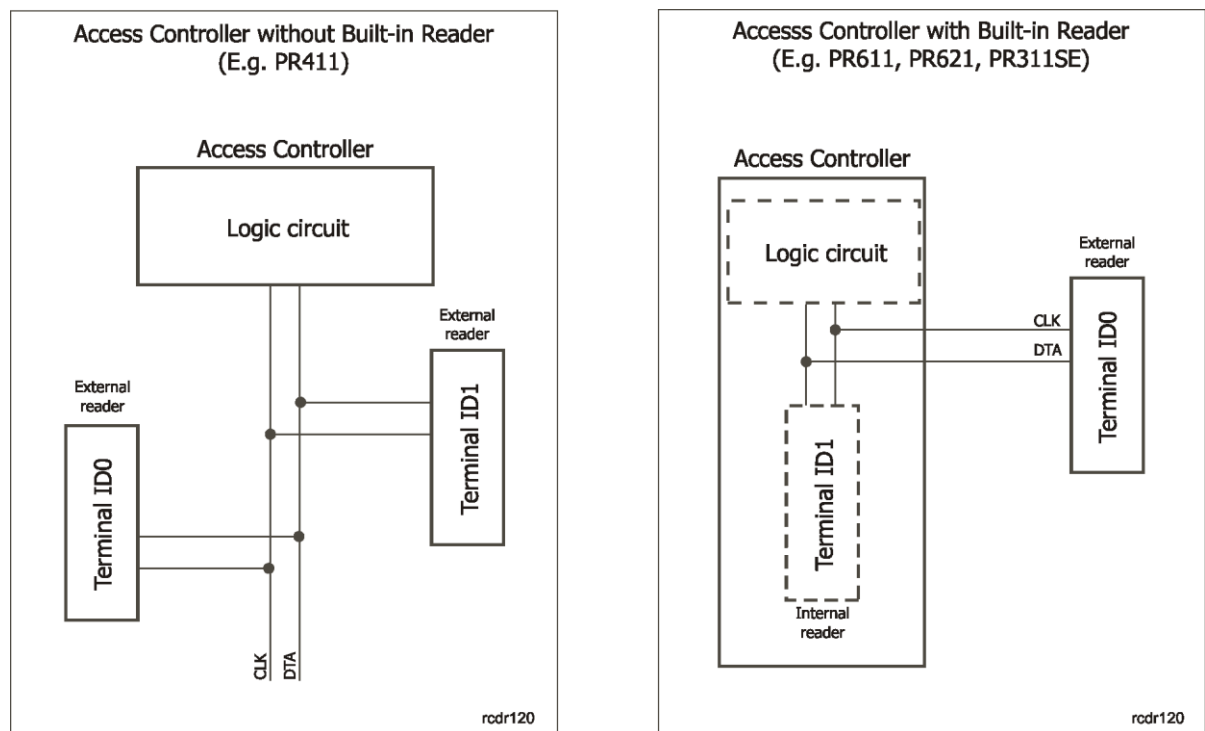 Access Controller without Built-in Reader
(E.g. PR411)
Access Controller
Logic circuit
External
reader
Terminal ID1
External
reader
Terminal ID0
CLK
DTA
rcdr120
Accesss Controller with Built-in Reader
(E.g. PR611, PR621, PR311SE)
Access Controller
Logic circuit
External
reader
CLK
DTA
Terminal ID0
Terminal ID1
Internal
reader
rcdr120